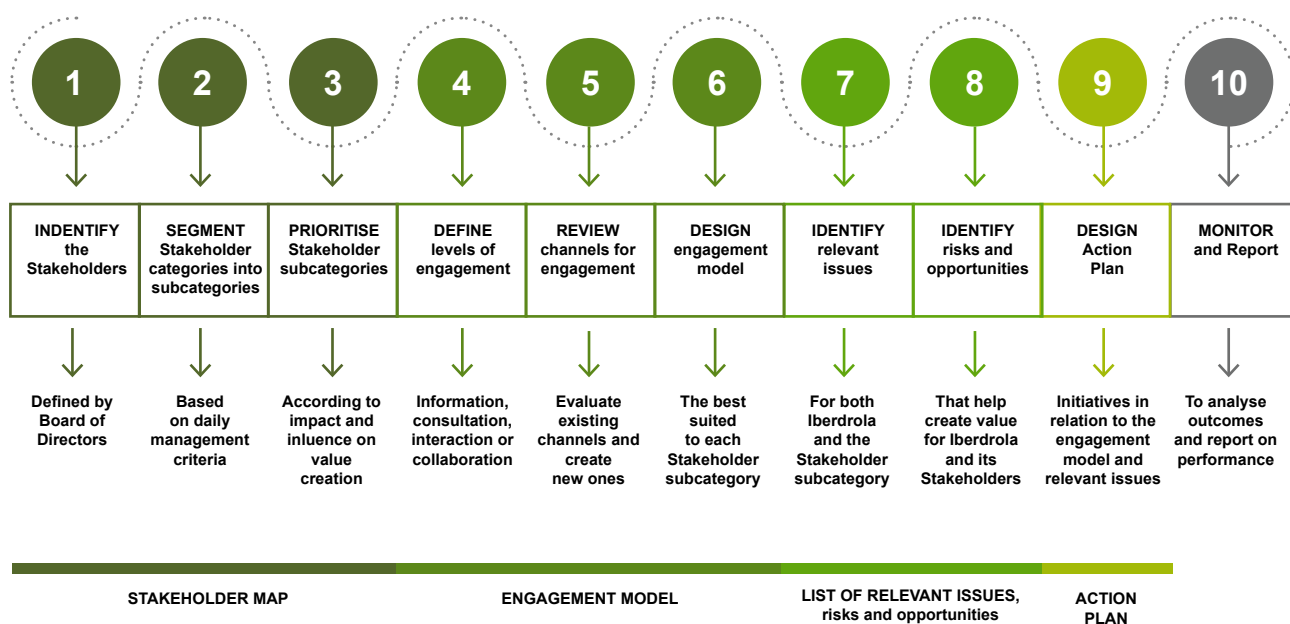 1
2
3
4
5
6
7
8
9
10
INDENTIFY
the
Stakeholders
SEGMENT
Stakeholder
categories into
subcategories
PRIORITISE
Stakeholder
subcategories
DEFINE
levels of
engagement
REVIEW
channels for
engagement
DESIGN
engagement
model
IDENTIFY
relevant
issues
IDENTIFY
risks and
opportunities
DESIGN
Action
Plan
MONITOR
and Report
Defined by
Board of
Directors
Based
on daily
management
criteria
According to
impact and
inluence on
value
creation
Information,
consultation,
interaction or
collaboration
Evaluate
existing
channels and
create
new ones
The best
suited
to each
Stakeholder
subcategory
For both
Iberdrola
and the
Stakeholder
subcategory
That help
create value
for Iberdrola
and its
Stakeholders
Initiatives in
relation to the
engagement
model and
relevant issues
To analyse
outcomes
and report on
performance
STAKEHOLDER MAP
ENGAGEMENT MODEL
LIST OF RELEVANT ISSUES,
risks and opportunities
ACTION
PLAN